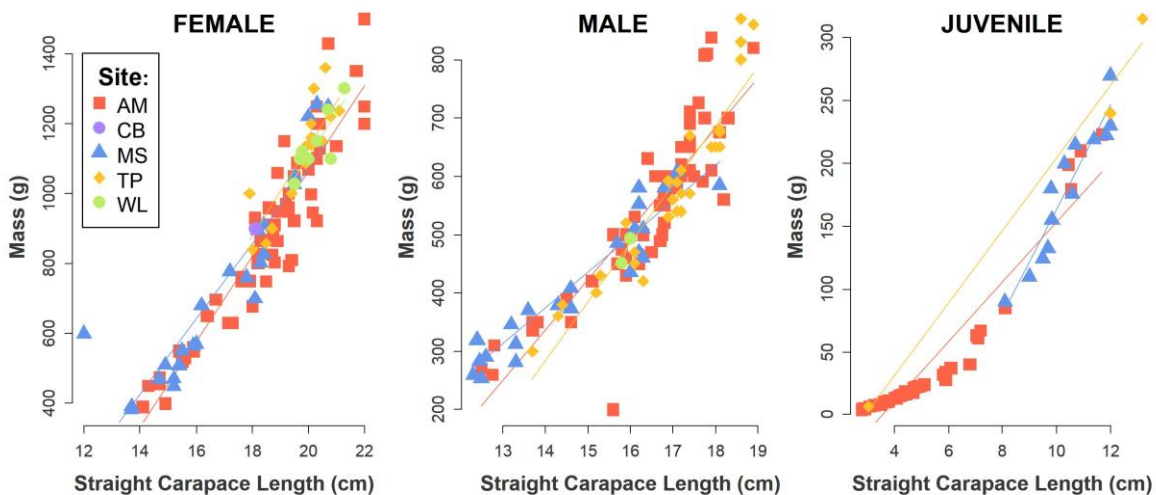 FEMALE
MALE
JUVENILE
Site:
AM
CB
MS
TP
WL
Mass (g)
400 600 800 1000 1200 1400
12 14 16 18 20 22
Straight Carapace Length (cm)
Mass (g)
200 300 400 500 600 700 800
13 14 15 16 17 18 19
Straight Carapace Length (cm)
Mass (g)
0 50 100 150 200 250 300
4 6 8 10 12
Straight Carapace Length (cm)